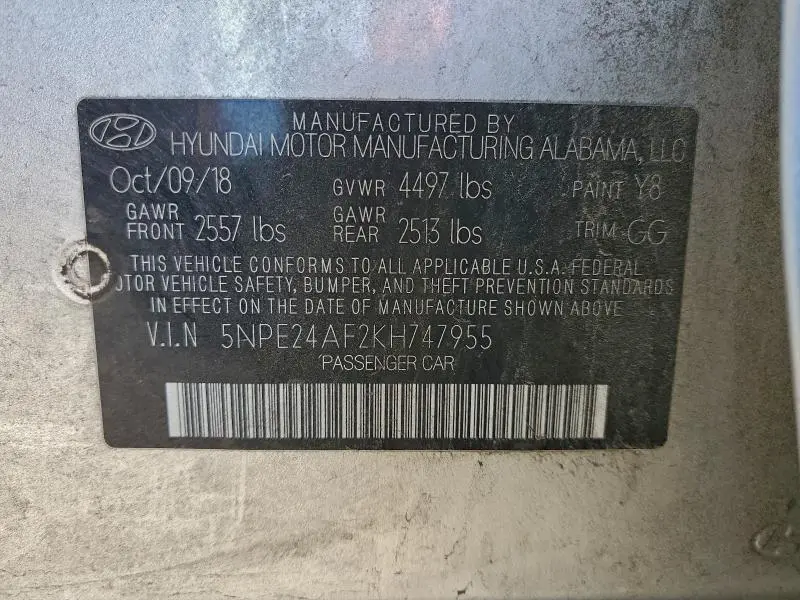 MANUFACTURED BY
HYUNDAI MOTOR MANUFACTURING ALABAMA, LLC
Oct/09/18 GVWR 4497 lbs PAINT Y8
GAWR FRONT 2557 lbs GAWR REAR 2513 lbs TRIM GG
THIS VEHICLE CONFORMS TO ALL APPLICABLE U.S.A. FEDERAL
OTOR VEHICLE SAFETY, BUMPER, AND THEFT PREVENTION STANDARDS
IN EFFECT ON THE DATE OF MANUFACTURE SHOWN ABOVE
V.I.N 5NPE24AF2KH747955
PASSENGER CAR